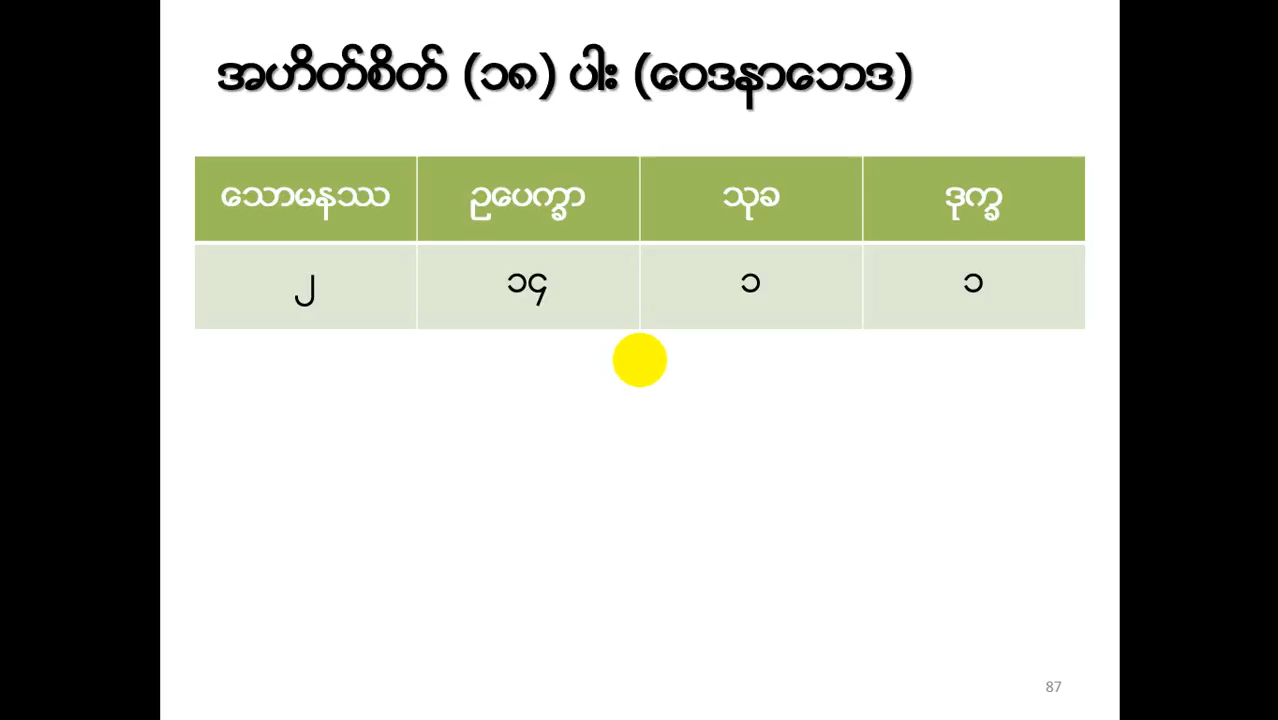 အဟိတ်စိတ် (၁၈) ပါး (ဝေဒနာဘေဒ)
သောမနဿ ဥပေက္ခာ သုခ ဒုက္ခ
၂ ၁၄ ၁ ၁
87